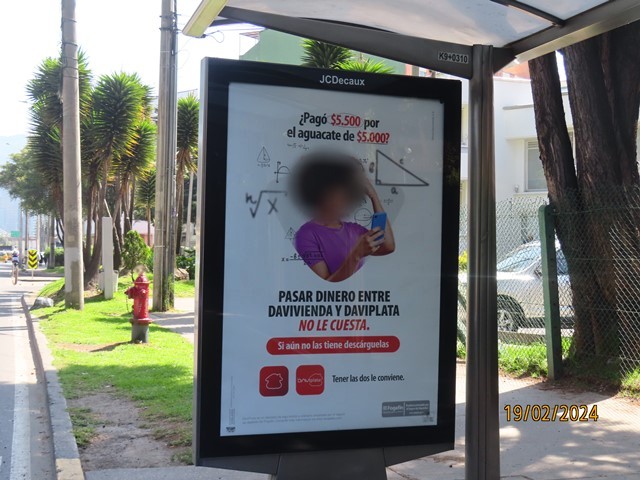 K9+0310
JCDecaux
¿Pagó $5.500 por
el aguacate de $5.000?
PASAR DINERO ENTRE
DAVIVIENDA Y DAVIPLATA
NO LE CUESTA.
Si aún no las tiene descárguelas
Tener las dos le conviene.
19/02/2024